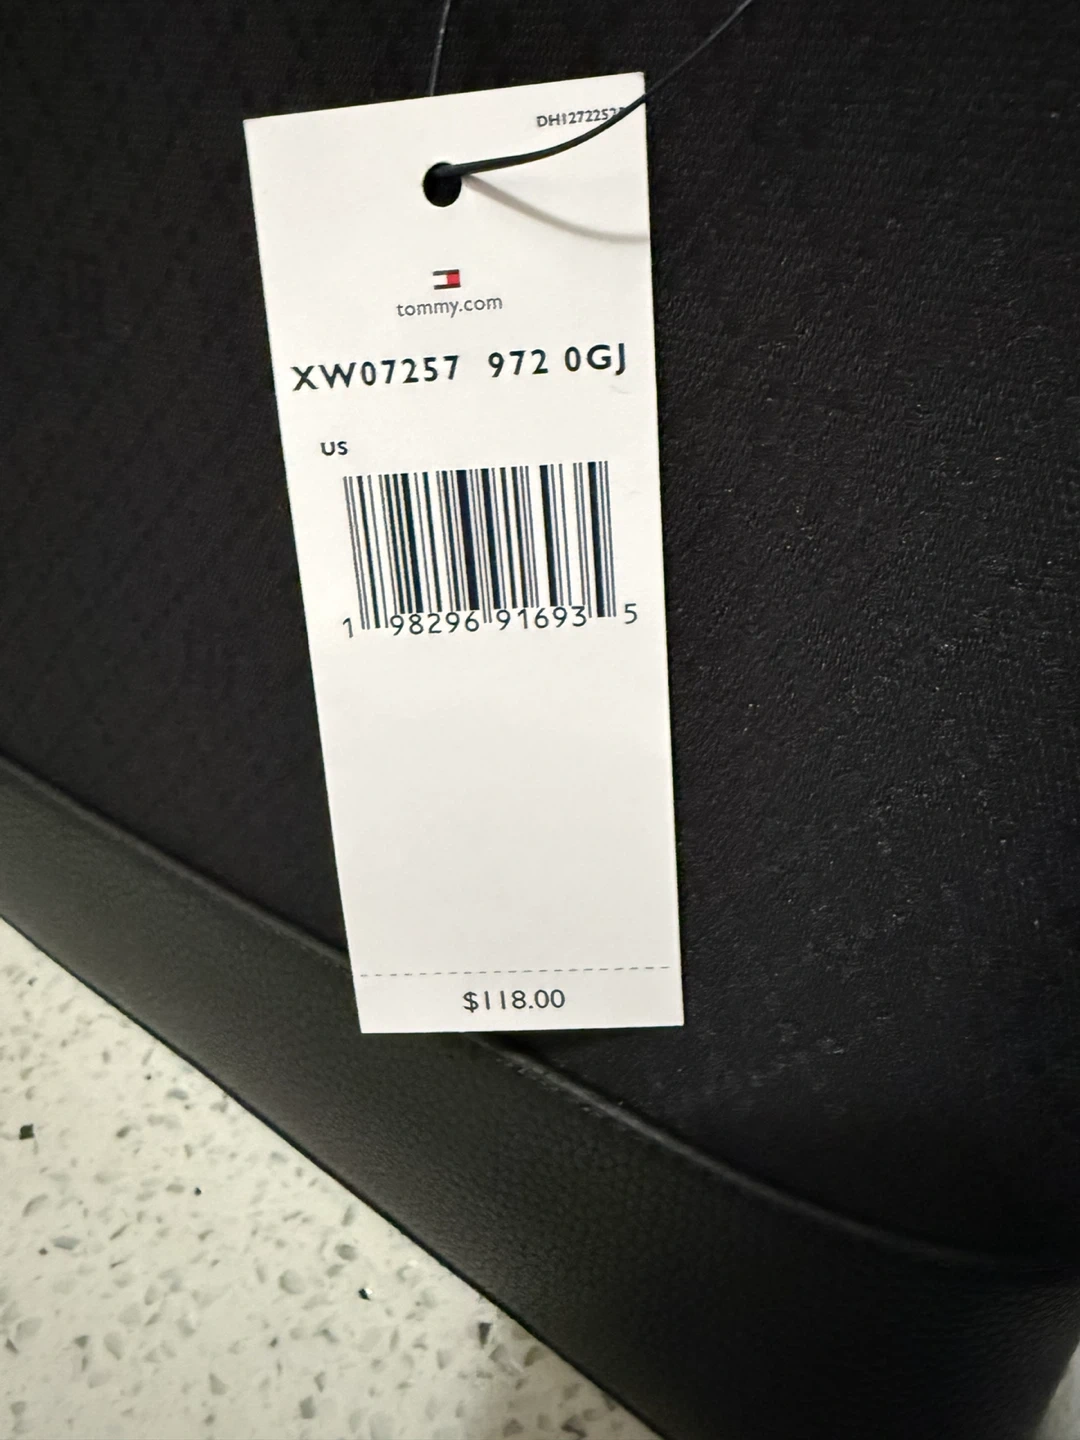 tommy.com
XW07257 972 0GJ
US
1 98296 91693 5
$118.00